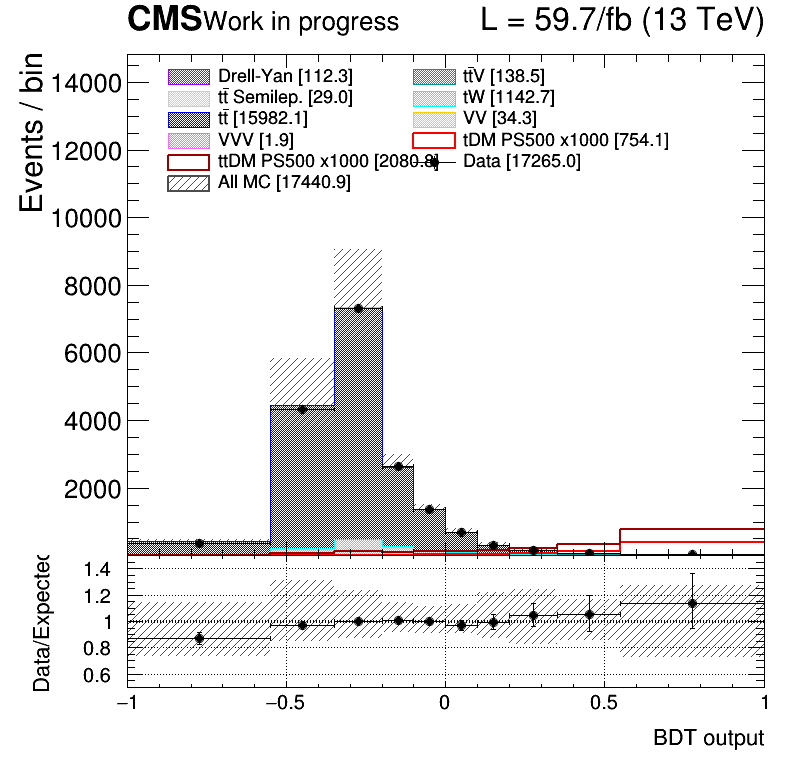 CMS Work in progress L = 59.7/fb (13 TeV)
Events / bin
14000
12000
10000
8000
6000
4000
2000
Drell-Yan [112.3]
tt̄ Semilep. [29.0]
tt̄ [15982.1]
VVV [1.9]
ttDM PS500 x1000 [2080.8]
All MC [17440.9]
tt̄V [138.5]
tW [1142.7]
VV [34.3]
tDM PS500 x1000 [754.1]
Data [17265.0]
Data/Expected
1.4
1.2
1
0.8
0.6
−1 −0.5 0 0.5 1
BDT output